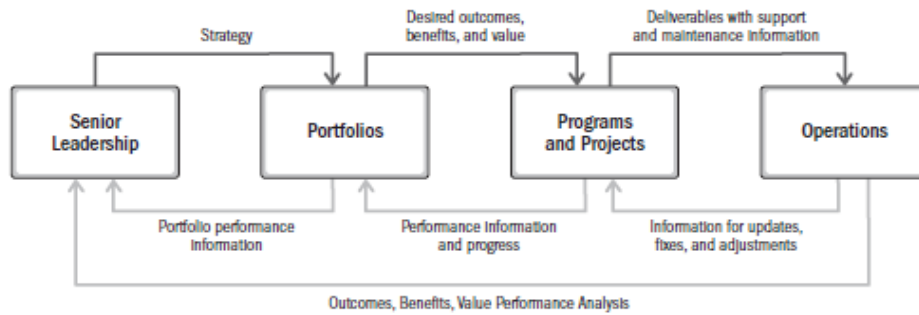 Strategy
Desired outcomes,
benefits, and value
Deliverables with support
and maintenance information
Senior
Leadership
Portfolios
Programs
and Projects
Operations
Portfolio performance
information
Performance information
and progress
Information for updates,
fixes, and adjustments
Outcomes, Benefits, Value Performance Analysis